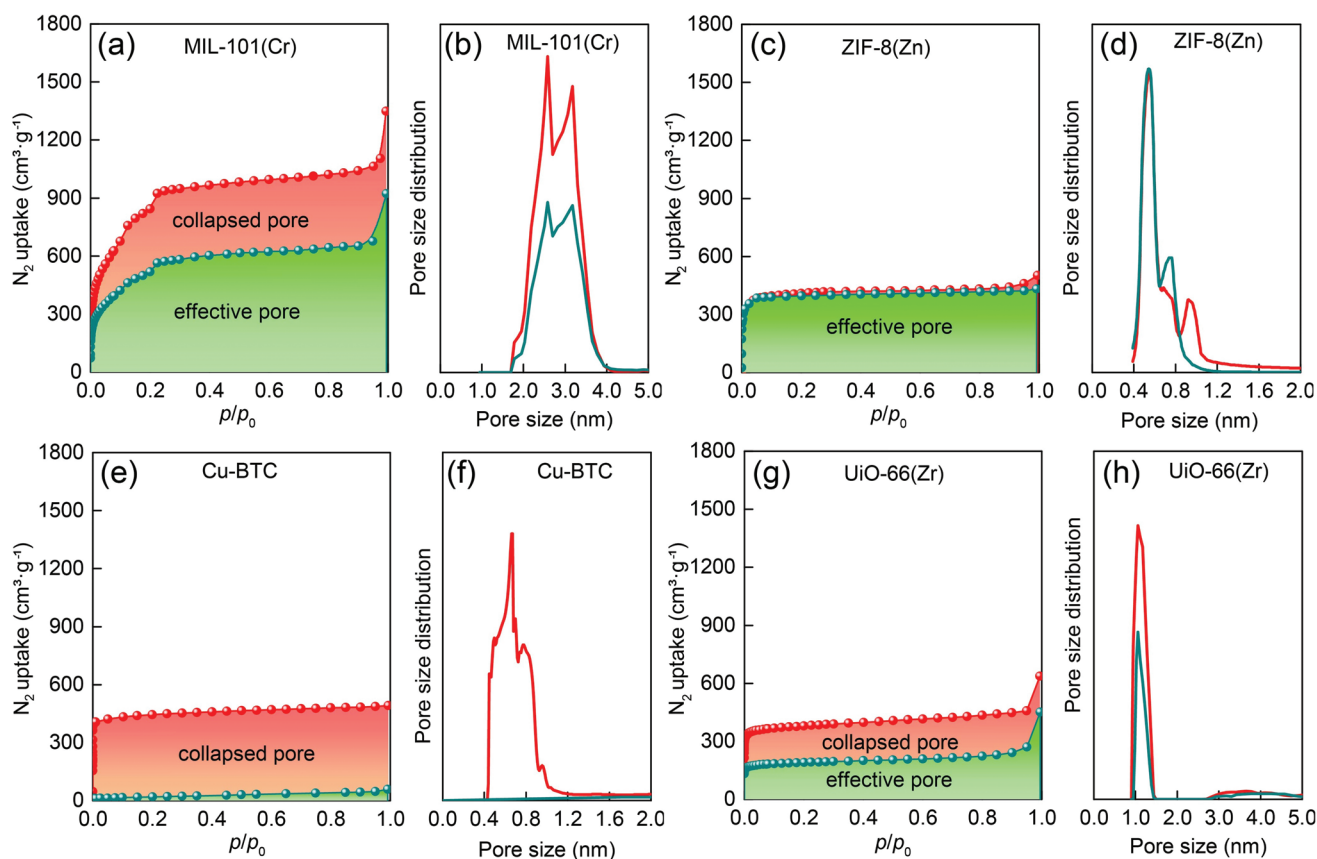 (a)
MIL-101(Cr)
1800
1500
1200
900
600
300
0
N₂ uptake (cm³·g⁻¹)
collapsed pore
effective pore
0.0 0.2 0.4 0.6 0.8 1.0
p/p₀
(b)
MIL-101(Cr)
Pore size distribution
0.0 1.0 2.0 3.0 4.0 5.0
Pore size (nm)
(c)
ZIF-8(Zn)
1800
1500
1200
900
600
300
0
N₂ uptake (cm³·g⁻¹)
effective pore
0.0 0.2 0.4 0.6 0.8 1.0
p/p₀
(d)
ZIF-8(Zn)
Pore size distribution
0.0 0.4 0.8 1.2 1.6 2.0
Pore size (nm)
(e)
Cu-BTC
1800
1500
1200
900
600
300
0
N₂ uptake (cm³·g⁻¹)
collapsed pore
0.0 0.2 0.4 0.6 0.8 1.0
p/p₀
(f)
Cu-BTC
Pore size distribution
0.0 0.4 0.8 1.2 1.6 2.0
Pore size (nm)
(g)
UiO-66(Zr)
1800
1500
1200
900
600
300
0
N₂ uptake (cm³·g⁻¹)
collapsed pore
effective pore
0.0 0.2 0.4 0.6 0.8 1.0
p/p₀
(h)
UiO-66(Zr)
Pore size distribution
0.0 1.0 2.0 3.0 4.0 5.0
Pore size (nm)